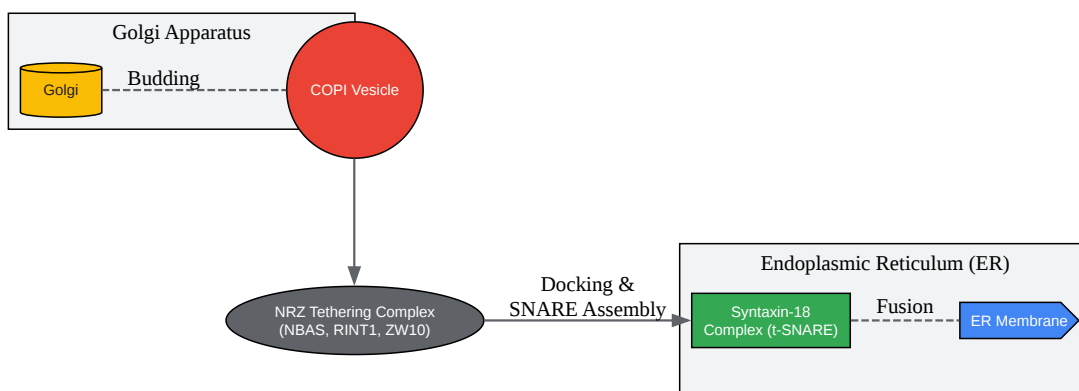 Golgi Apparatus
Golgi
Budding
COPI Vesicle
NRZ Tethering Complex
(NBAS, RINT1, ZW10)
Docking &
SNARE Assembly
Endoplasmic Reticulum (ER)
Syntaxin-18
Complex (t-SNARE)
Fusion
ER Membrane